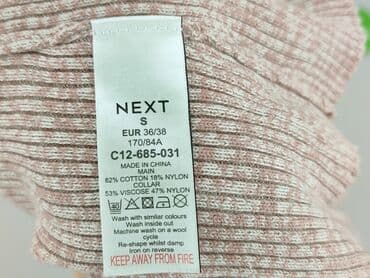 NEXT
S
EUR 36/38
170/84A
C12-685-031
MADE IN CHINA
MAIN
82% COTTON 18% NYLON
COLLAR
53% VISCOSE 47% NYLON
Wash with similar colours
Wash inside out
Machine wash on a wool
cycle
Re-shape whilst damp
Iron on reverse
KEEP AWAY FROM FIRE